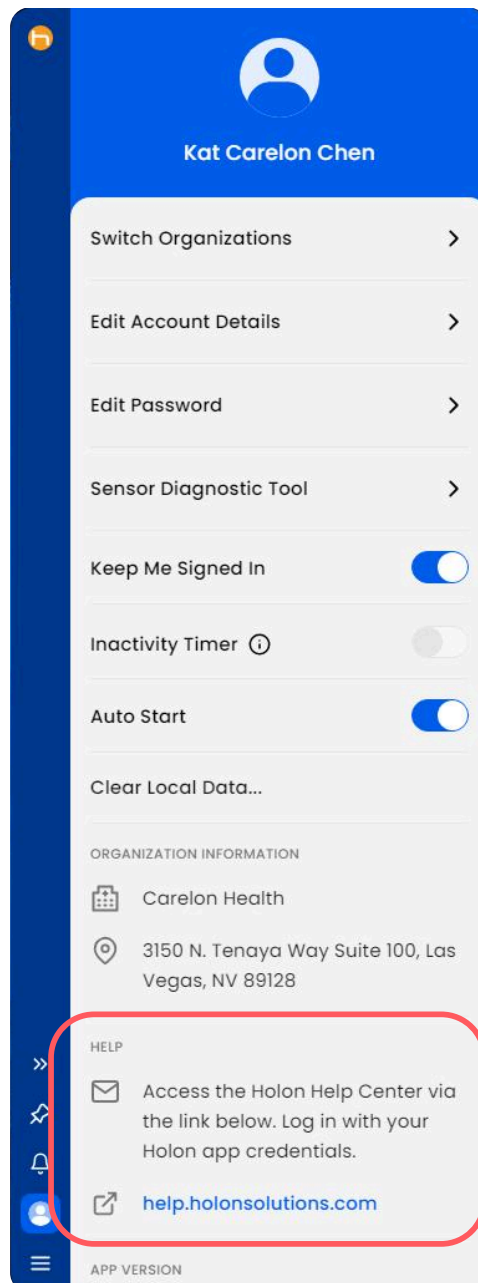 Kat Carelon Chen
Switch Organizations
Edit Account Details
Edit Password
Sensor Diagnostic Tool
Keep Me Signed In
Inactivity Timer
Auto Start
Clear Local Data...
ORGANIZATION INFORMATION
Carelon Health
3150 N. Tenaya Way Suite 100, Las
Vegas, NV 89128
HELP
Access the Holon Help Center via
the link below. Log in with your
Holon app credentials.
help.holonsolutions.com
APP VERSION